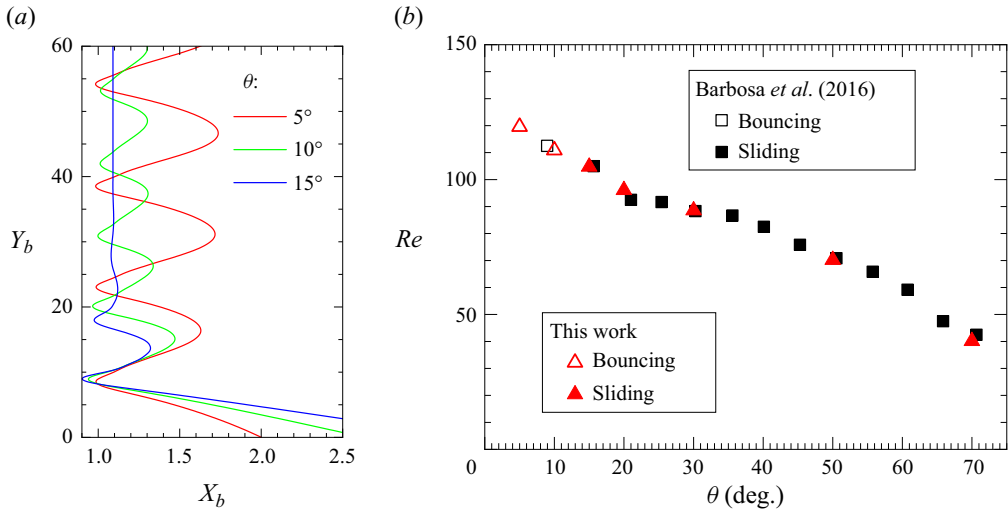 (a)
60
40
20
0
Y_b
1.0
1.5
2.0
2.5
X_b
θ:
5°
10°
15°
(b)
150
100
50
0
Re
10
20
30
40
50
60
70
θ (deg.)
Barbosa et al. (2016)
Bouncing
Sliding
This work
Bouncing
Sliding